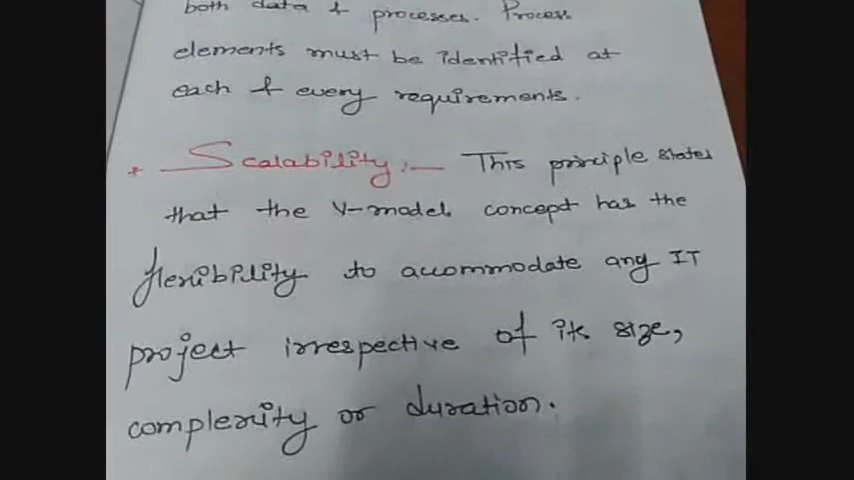 both data & processes. Process
elements must be identified at
each & every requirements.
* Scalability :— This principle states
that the V-model concept has the
flexibility to accommodate any IT
project irrespective of its size,
complexity or duration.